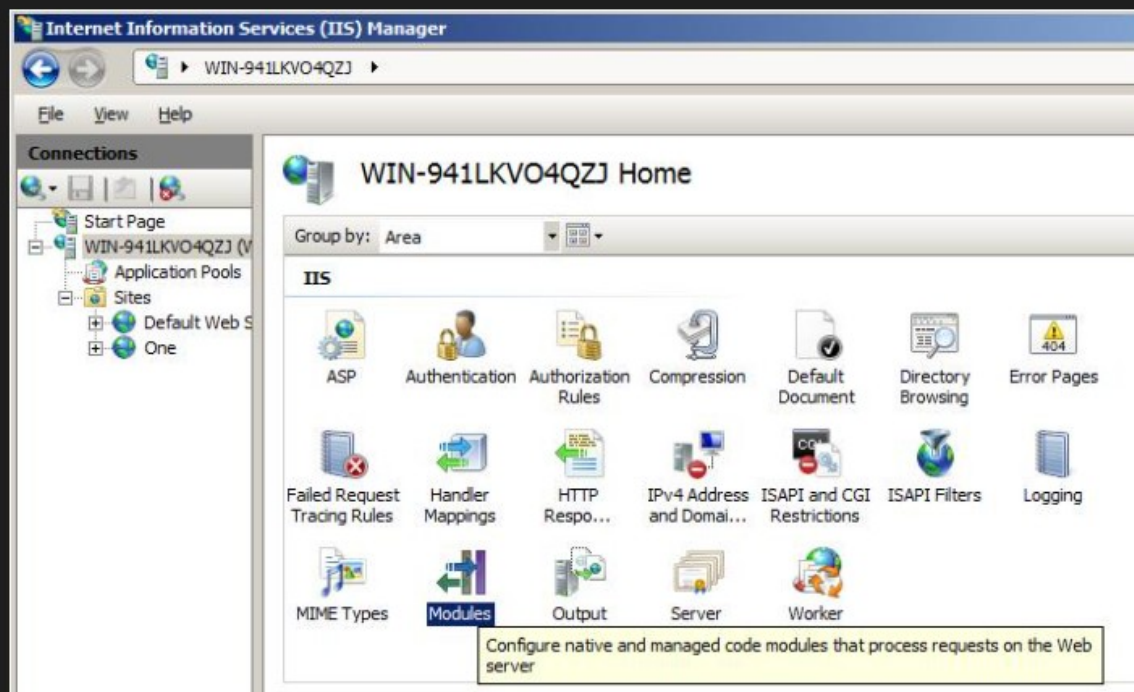 Internet Information Services (IIS) Manager
WIN-941LKVO4QZJ
File View Help
Connections
Start Page
WIN-941LKVO4QZJ (W
Application Pools
Sites
Default Web S
One
WIN-941LKVO4QZJ Home
Group by: Area
IIS
ASP
Authentication
Authorization
Rules
Compression
Default
Document
Directory
Browsing
404
Error Pages
Failed Request
Tracing Rules
Handler
Mappings
HTTP
Respo...
IPv4 Address
and Domai...
ISAPI and CGI
Restrictions
ISAPI Filters
Logging
MIME Types
Modules
Output
Server
Worker
Configure native and managed code modules that process requests on the Web
server